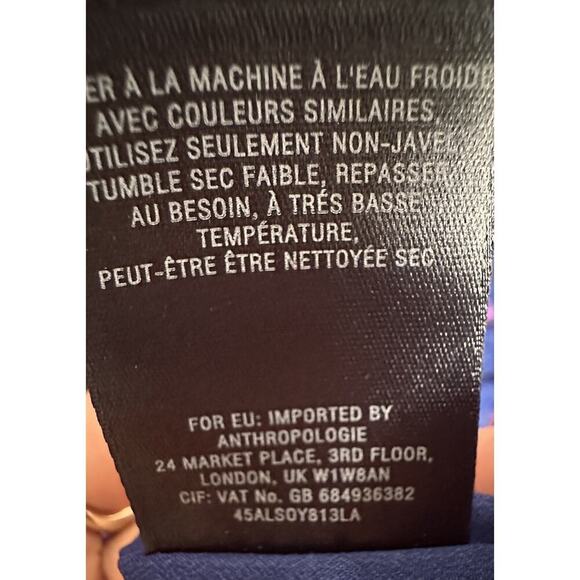 ER À LA MACHINE À L'EAU FROIDE
AVEC COULEURS SIMILAIRES
UTILISEZ SEULEMENT NON-JAVEL
TUMBLE SEC FAIBLE, REPASSER
AU BESOIN, À TRÉS BASSE
TEMPÉRATURE,
PEUT-ÊTRE ÊTRE NETTOYÉE SEC
FOR EU: IMPORTED BY
ANTHROPOLOGIE
24 MARKET PLACE, 3RD FLOOR,
LONDON, UK W1W8AN
CIF: VAT No. GB 684936382
45ALSOY813LA